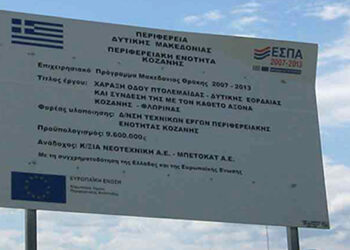 ΠΕΡΙΦΕΡΕΙΑ
ΔΥΤΙΚΗΣ ΜΑΚΕΔΟΝΙΑΣ
ΠΕΡΙΦΕΡΕΙΑΚΗ ΕΝΟΤΗΤΑ
ΚΟΖΑΝΗΣ
ΕΣΠΑ
2007-2013
Επιχειρησιακό Πρόγραμμα Μακεδονίας Θράκης 2007 - 2013
Τίτλος έργου: ΧΑΡΑΞΗ ΟΔΟΥ ΠΤΟΛΕΜΑΪΔΑΣ - ΔΥΤΙΚΗΣ ΕΟΡΔΑΙΑΣ
ΚΑΙ ΣΥΝΔΕΣΗ ΤΗΣ ΜΕ ΤΟΝ ΚΑΘΕΤΟ ΑΞΟΝΑ
ΚΟΖΑΝΗΣ - ΦΛΩΡΙΝΑΣ
Φορέας υλοποίησης: Δ/ΝΣΗ ΤΕΧΝΙΚΩΝ ΕΡΓΩΝ ΠΕΡΙΦΕΡΕΙΑΚΗΣ
ΕΝΟΤΗΤΑΣ ΚΟΖΑΝΗΣ
Προϋπολογισμός: 9.600.000ε
Ανάδοχος: Κ/ΞΙΑ ΝΕΟΤΕΧΝΙΚΗ Α.Ε. - ΜΠΕΤΟΚΑΤ Α.Ε.
Με τη συγχρηματοδότηση της Ελλάδας και της Ευρωπαϊκής Ένωσης
ΕΥΡΩΠΑΪΚΗ ΕΝΩΣΗ